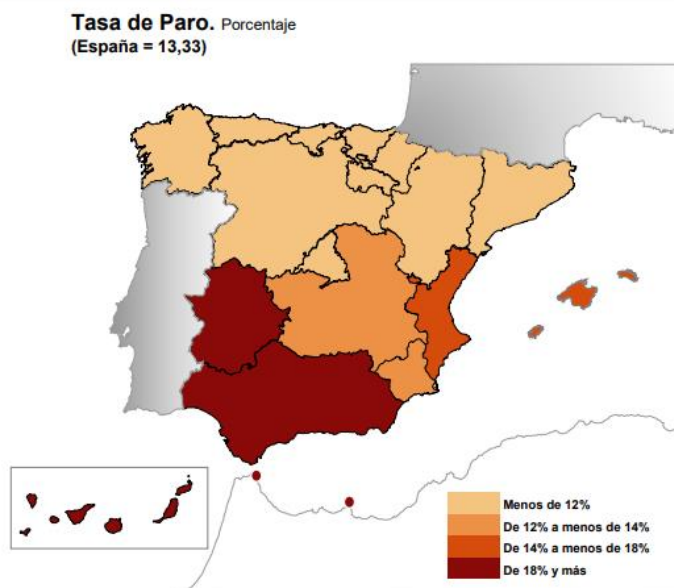 Tasa de Paro. Porcentaje
(España = 13,33)
Menos de 12%
De 12% a menos de 14%
De 14% a menos de 18%
De 18% y más